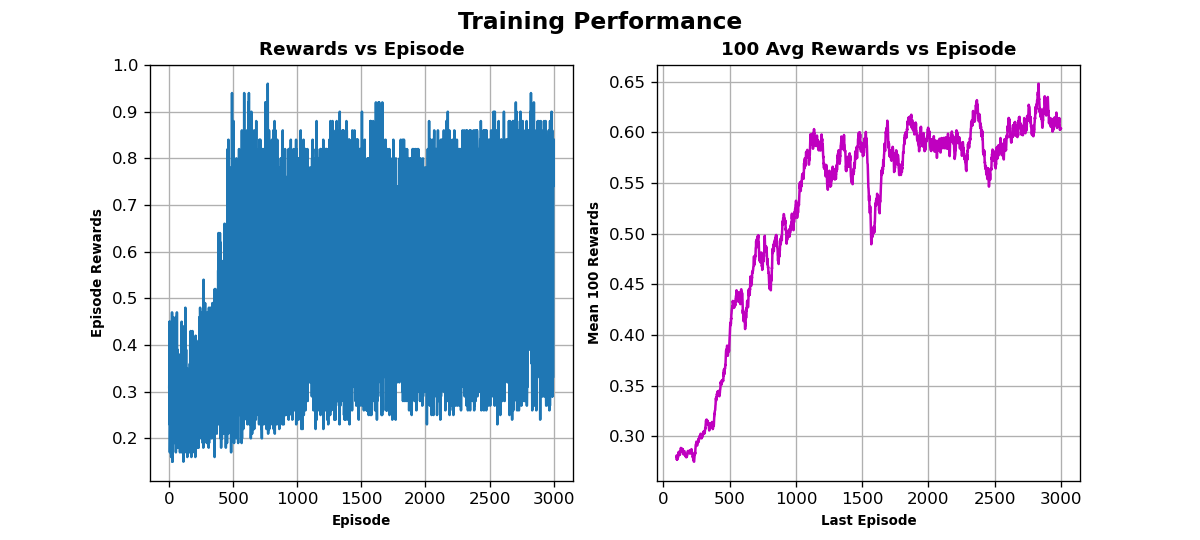 Training Performance
Rewards vs Episode
1.0
0.9
0.8
0.7
0.6
0.5
0.4
0.3
0.2
Episode Rewards
0 500 1000 1500 2000 2500 3000
Episode
100 Avg Rewards vs Episode
0.65
0.60
0.55
0.50
0.45
0.40
0.35
0.30
Mean 100 Rewards
0 500 1000 1500 2000 2500 3000
Last Episode